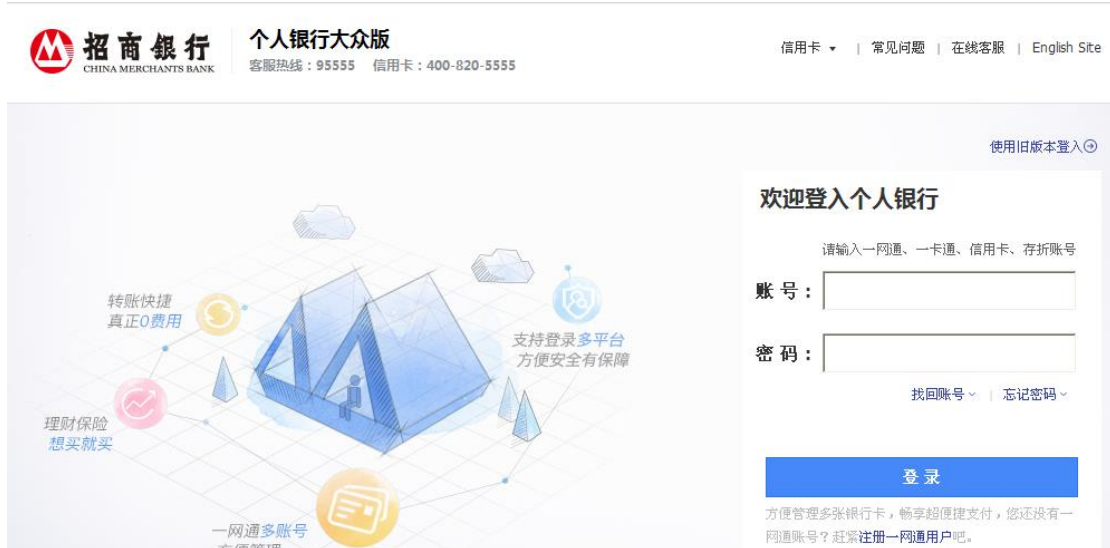 招商银行
CHINA MERCHANTS BANK
个人银行大众版
客服热线：95555 信用卡：400-820-5555
信用卡 | 常见问题 | 在线客服 | English Site
使用旧版本登入
欢迎登入个人银行
请输入一网通、一卡通、信用卡、存折账号
账 号：
密 码：
找回账号 | 忘记密码
登 录
方便管理多张银行卡，畅享超便捷支付，您还没有一
网通账号？赶紧注册一网通用户吧。
转账快捷
真正0费用
支持登录多平台
方便安全有保障
理财保险
想买就买
一网通多账号
方便管理